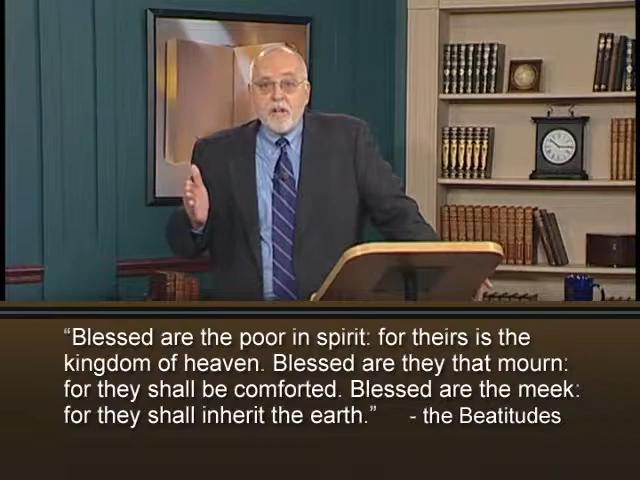 “Blessed are the poor in spirit: for theirs is the
kingdom of heaven. Blessed are they that mourn:
for they shall be comforted. Blessed are the meek:
for they shall inherit the earth.” - the Beatitudes